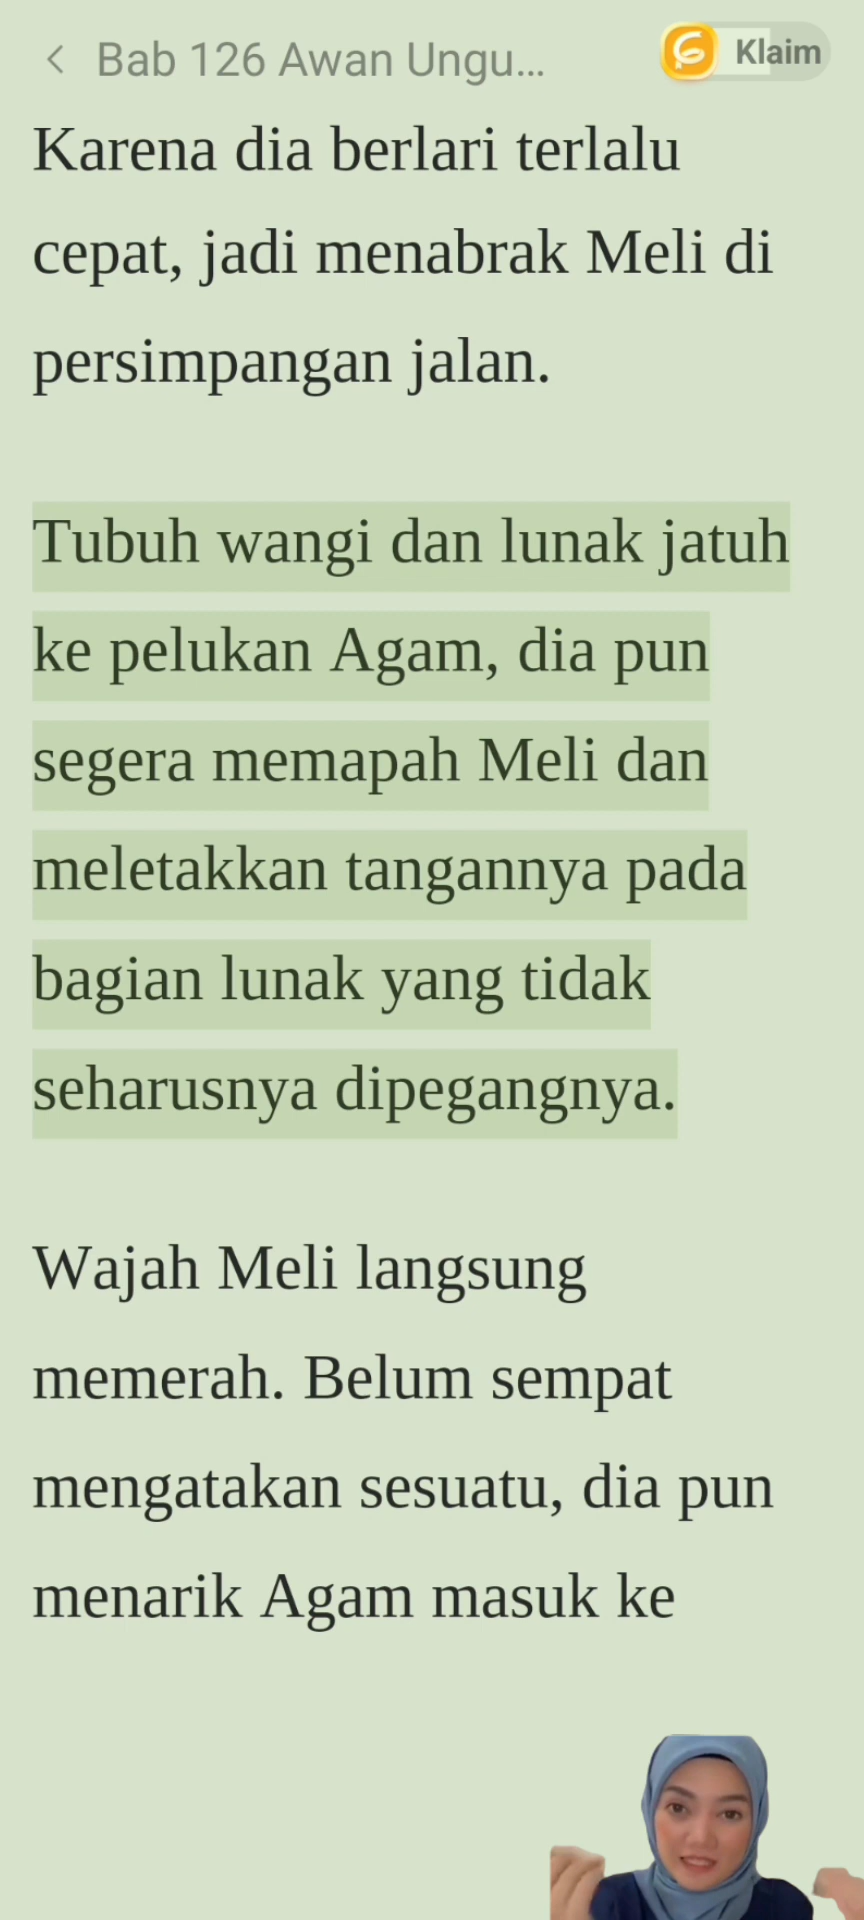 Bab 126 Awan Ungu...
Klaim
Karena dia berlari terlalu
cepat, jadi menabrak Meli di
persimpangan jalan.
Tubuh wangi dan lunak jatuh
ke pelukan Agam, dia pun
segera memapah Meli dan
meletakkan tangannya pada
bagian lunak yang tidak
seharusnya dipegangnya.
Wajah Meli langsung
memerah. Belum sempat
mengatakan sesuatu, dia pun
menarik Agam masuk ke